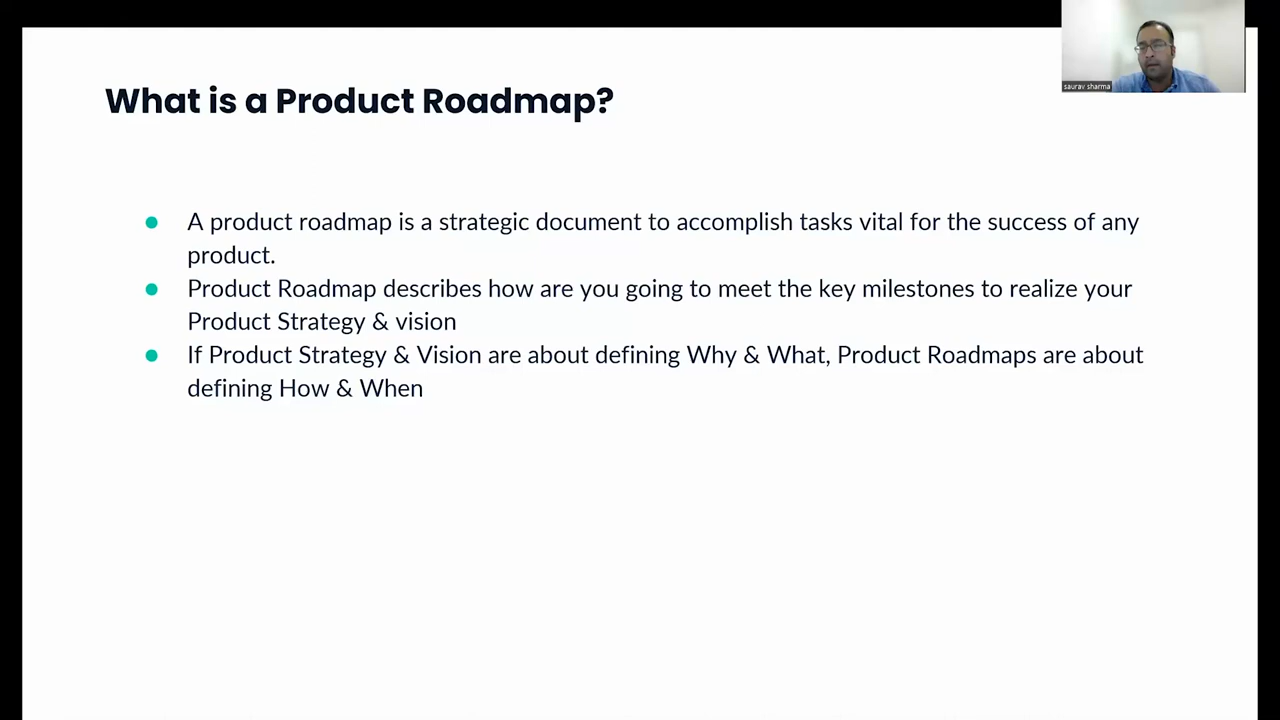 What is a Product Roadmap?
saurav sharma
● A product roadmap is a strategic document to accomplish tasks vital for the success of any
product.
● Product Roadmap describes how are you going to meet the key milestones to realize your
Product Strategy & vision
● If Product Strategy & Vision are about defining Why & What, Product Roadmaps are about
defining How & When